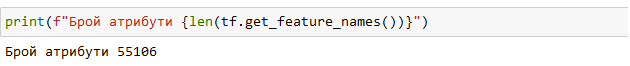 print(f"Брой атрибути {len(tf.get_feature_names())}")
Брой атрибути 55106